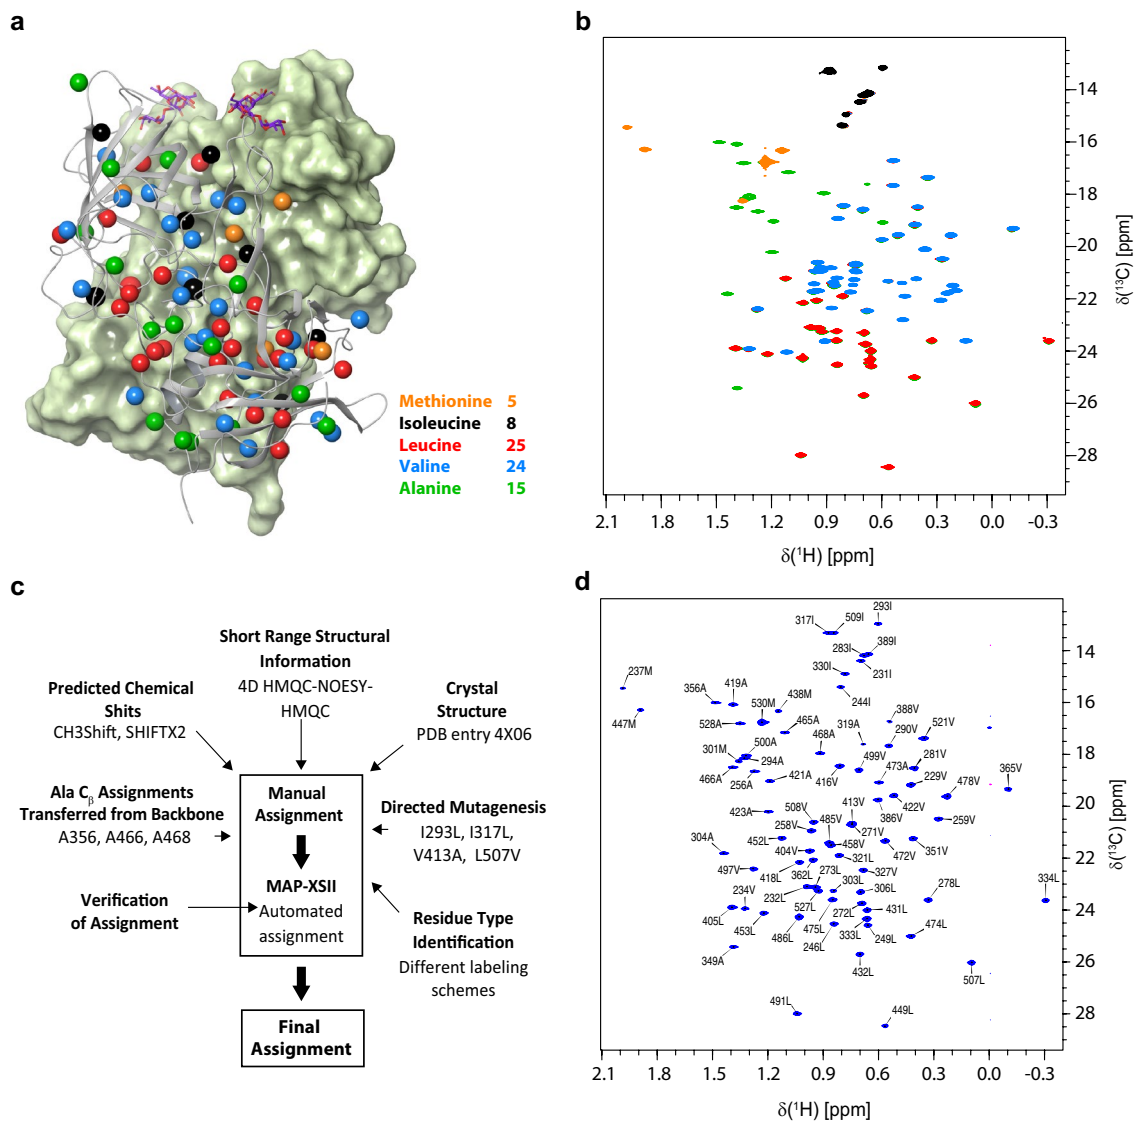 a
Methionine 5
Isoleucine 8
Leucine 25
Valine 24
Alanine 15
b
14
16
18
20
22
24
26
28
δ(¹³C) [ppm]
2.1 1.8 1.5 1.2 0.9 0.6 0.3 0.0 -0.3
δ(¹H) [ppm]
c
Short Range Structural
Information
4D HMQC-NOESY-
HMQC
Predicted Chemical
Shits
CH3Shift, SHIFTX2
Crystal
Structure
PDB entry 4X06
Ala Cβ Assignments
Transferred from Backbone
A356, A466, A468
Manual
Assignment
MAP-XSII
Automated
assignment
Directed Mutagenesis
I293L, I317L,
V413A, L507V
Verification
of Assignment
Residue Type
Identification
Different labeling
schemes
Final
Assignment
d
293I
317I 509I
283I 389I
330I 231I
237M
244I
356A 419A
438M
530M
388V
447M
528A
465A
319A
290V
521V
468A
301M
500A
499V
294A
281V
365V
466A
473A
256A
421A
416V
229V
478V
423A
508V
485V
413V
422V
386V
259V
258V
304A
452L
458V
271V
404V
472V
351V
321L
418L
362L
273L
327V
497V
234V
303L
278L
334L
232L
306L
527L
272L
431L
405L
453L
475L
474L
486L
246L
333L
249L
349A
432L
507L
491L
449L
14
16
18
20
22
24
26
28
δ(¹³C) [ppm]
2.1 1.8 1.5 1.2 0.9 0.6 0.3 0.0 -0.3
δ(¹H) [ppm]